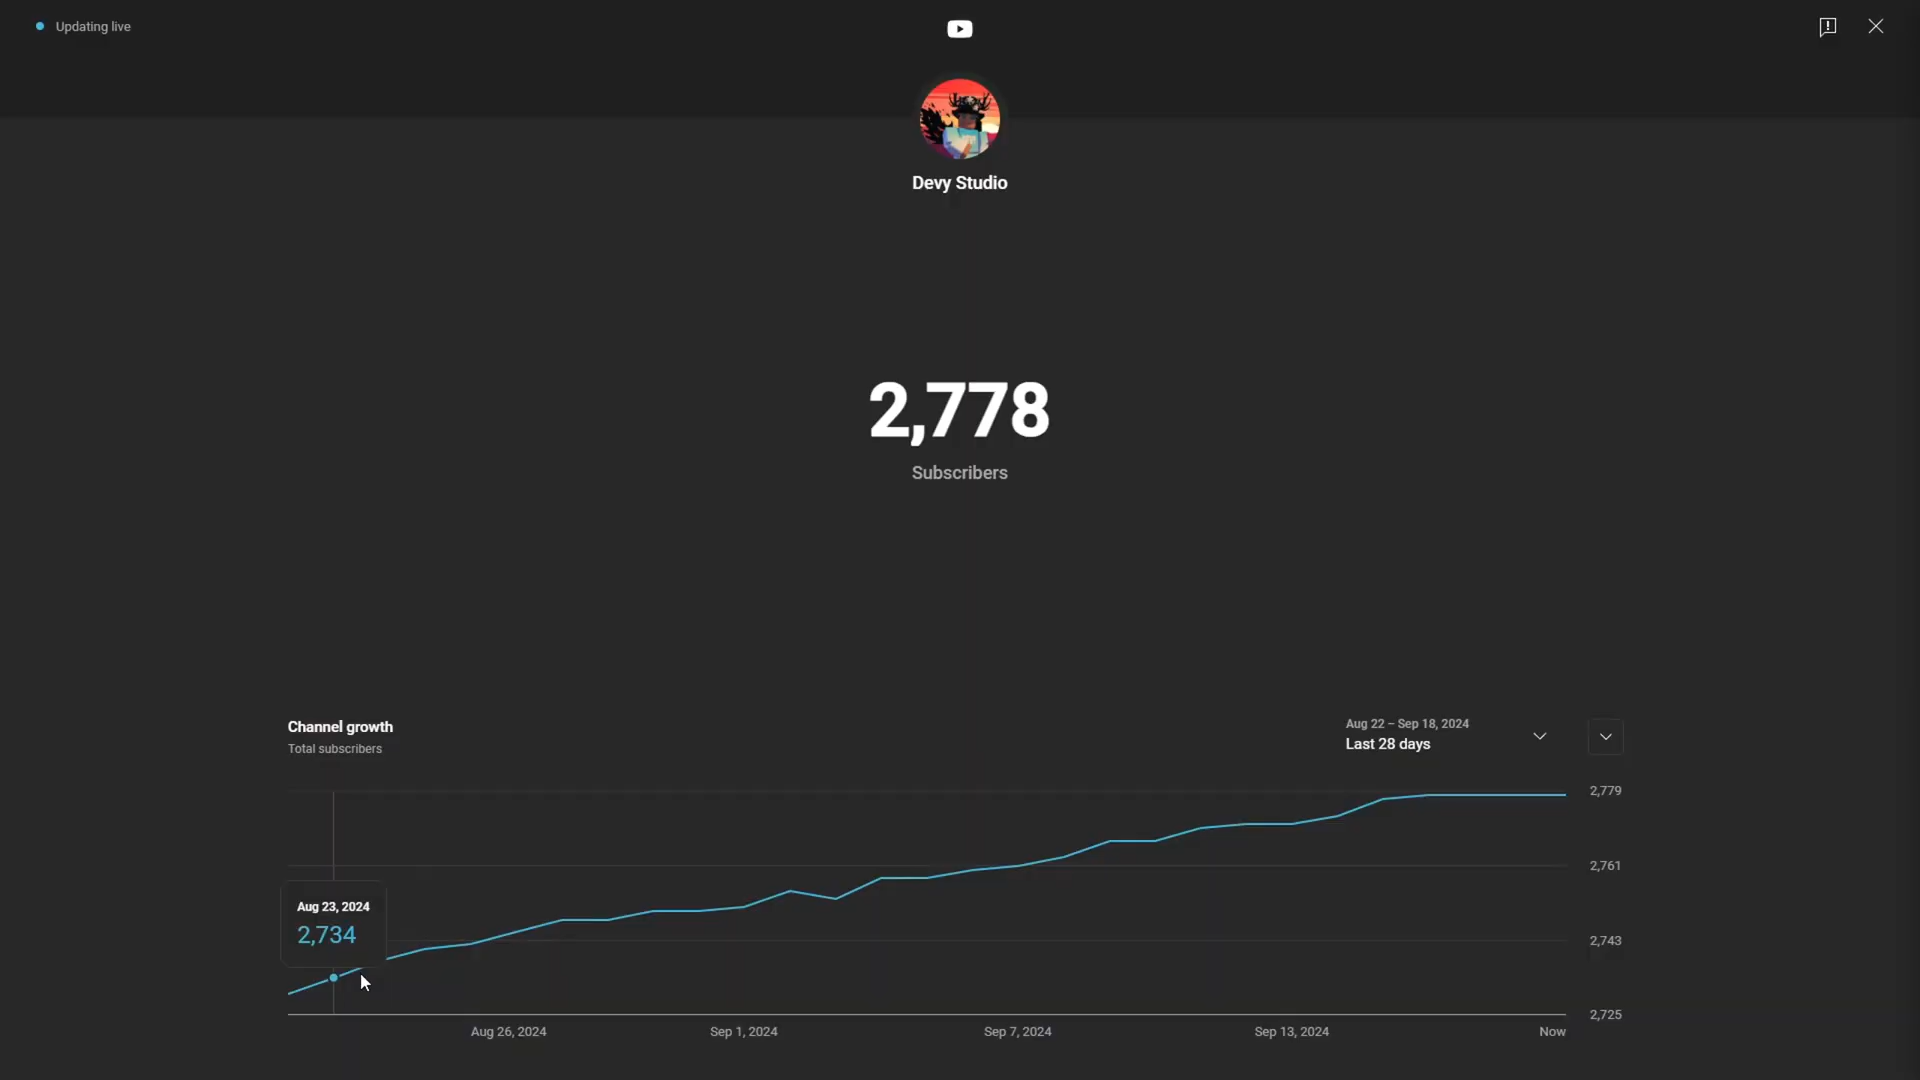 Updating live
Devy Studio
2,778
Subscribers
Channel growth
Total subscribers
Aug 22 – Sep 18, 2024
Last 28 days
2,779
2,761
2,743
2,725
Aug 23, 2024
2,734
Aug 26, 2024
Sep 1, 2024
Sep 7, 2024
Sep 13, 2024
Now